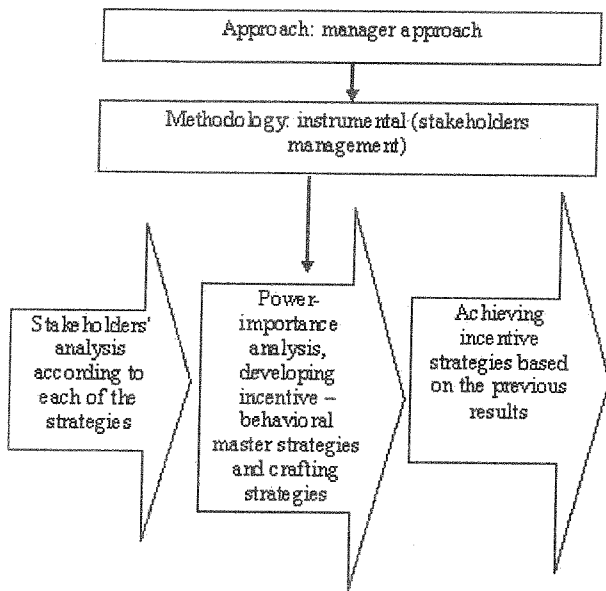 Approach: manager approach
Methodology: instrumental (stakeholders
management)
Stakeholders'
analysis
according to
each of the
strategies
Power-
importance
analysis,
developing
incentive –
behavioral
master strategies
and crafting
strategies
Achieving
incentive
strategies based
on the previous
results